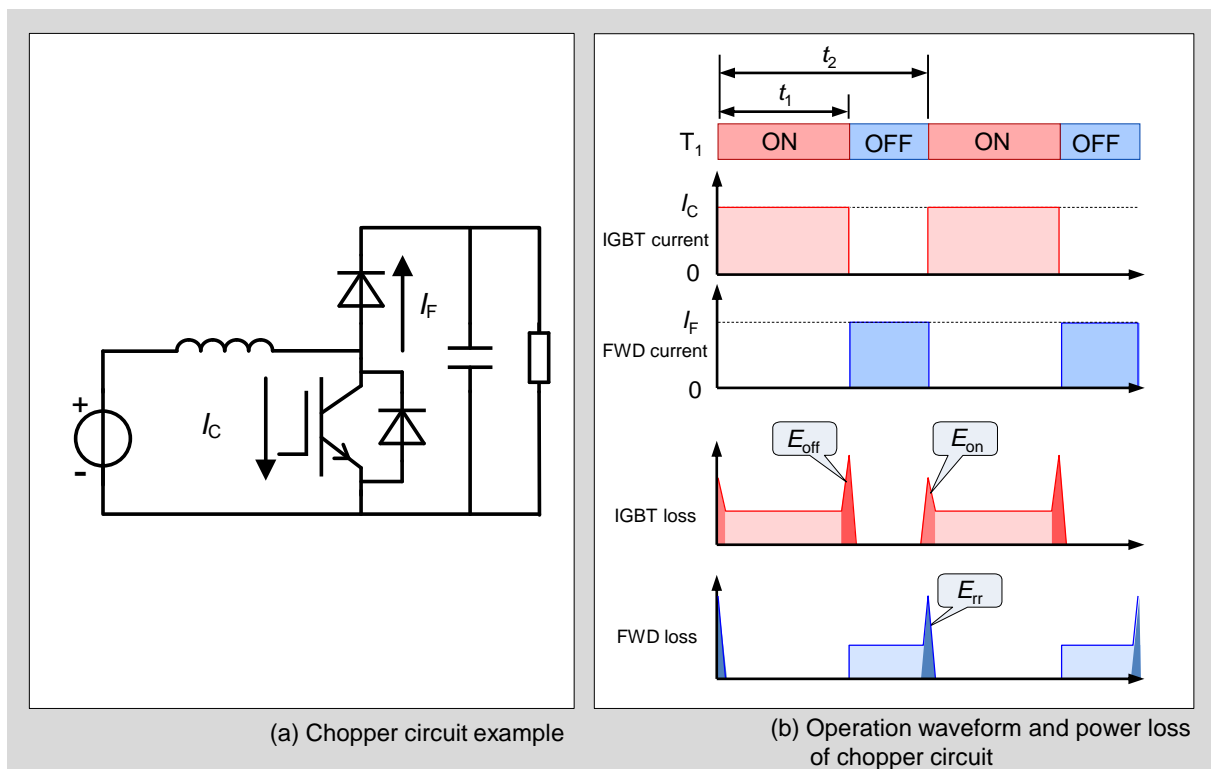 +
-
I_C
I_F
(a) Chopper circuit example
t_2
t_1
T_1
ON
OFF
ON
OFF
I_C
IGBT current
0
I_F
FWD current
0
E_off
E_on
IGBT loss
E_rr
FWD loss
(b) Operation waveform and power loss
of chopper circuit